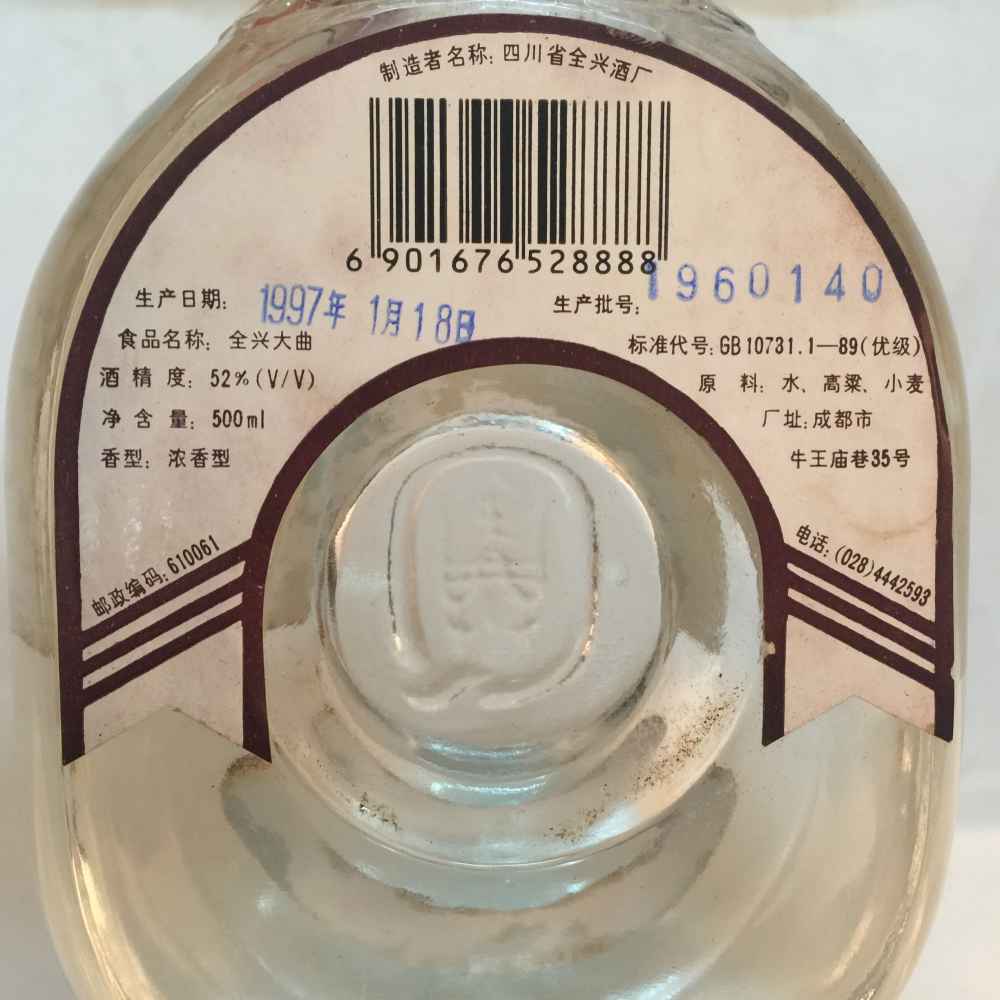 制造者名称: 四川省全兴酒厂
6 901676 528888
生产日期: 1997年 1月18日
生产批号: 1960140
食品名称: 全兴大曲
标准代号: GB 10731.1—89(优级)
酒精度: 52%(V/V)
原料: 水、高粱、小麦
净含量: 500ml
厂址: 成都市
香型: 浓香型
牛王庙巷35号
邮政编码: 610061
电话: (028)4442593